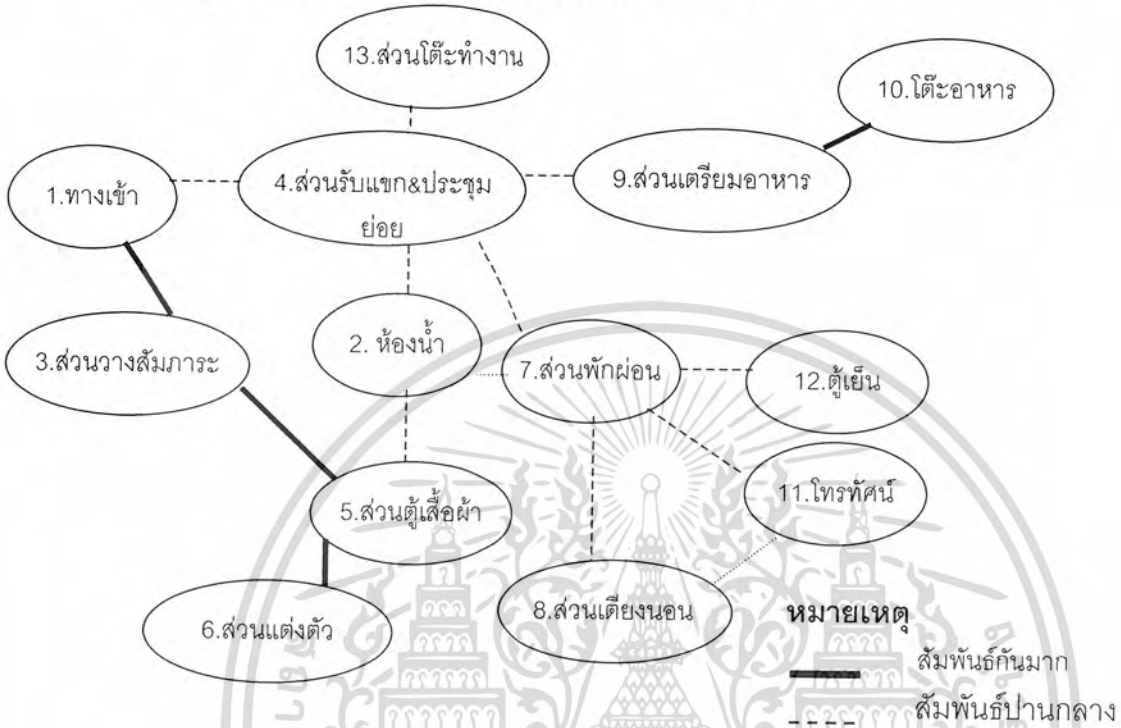 13.ส่วนโต๊ะทำงาน
10.โต๊ะอาหาร
1.ทางเข้า
4.ส่วนรับแขก&ประชุม
ย่อย
9.ส่วนเตรียมอาหาร
3.ส่วนวางสัมภาระ
2. ห้องน้ำ
7.ส่วนพักผ่อน
12.ตู้เย็น
5.ส่วนตู้เสื้อผ้า
11.โทรทัศน์
6.ส่วนแต่งตัว
8.ส่วนเตียงนอน
หมายเหตุ
สัมพันธ์กันมาก
สัมพันธ์ปานกลาง